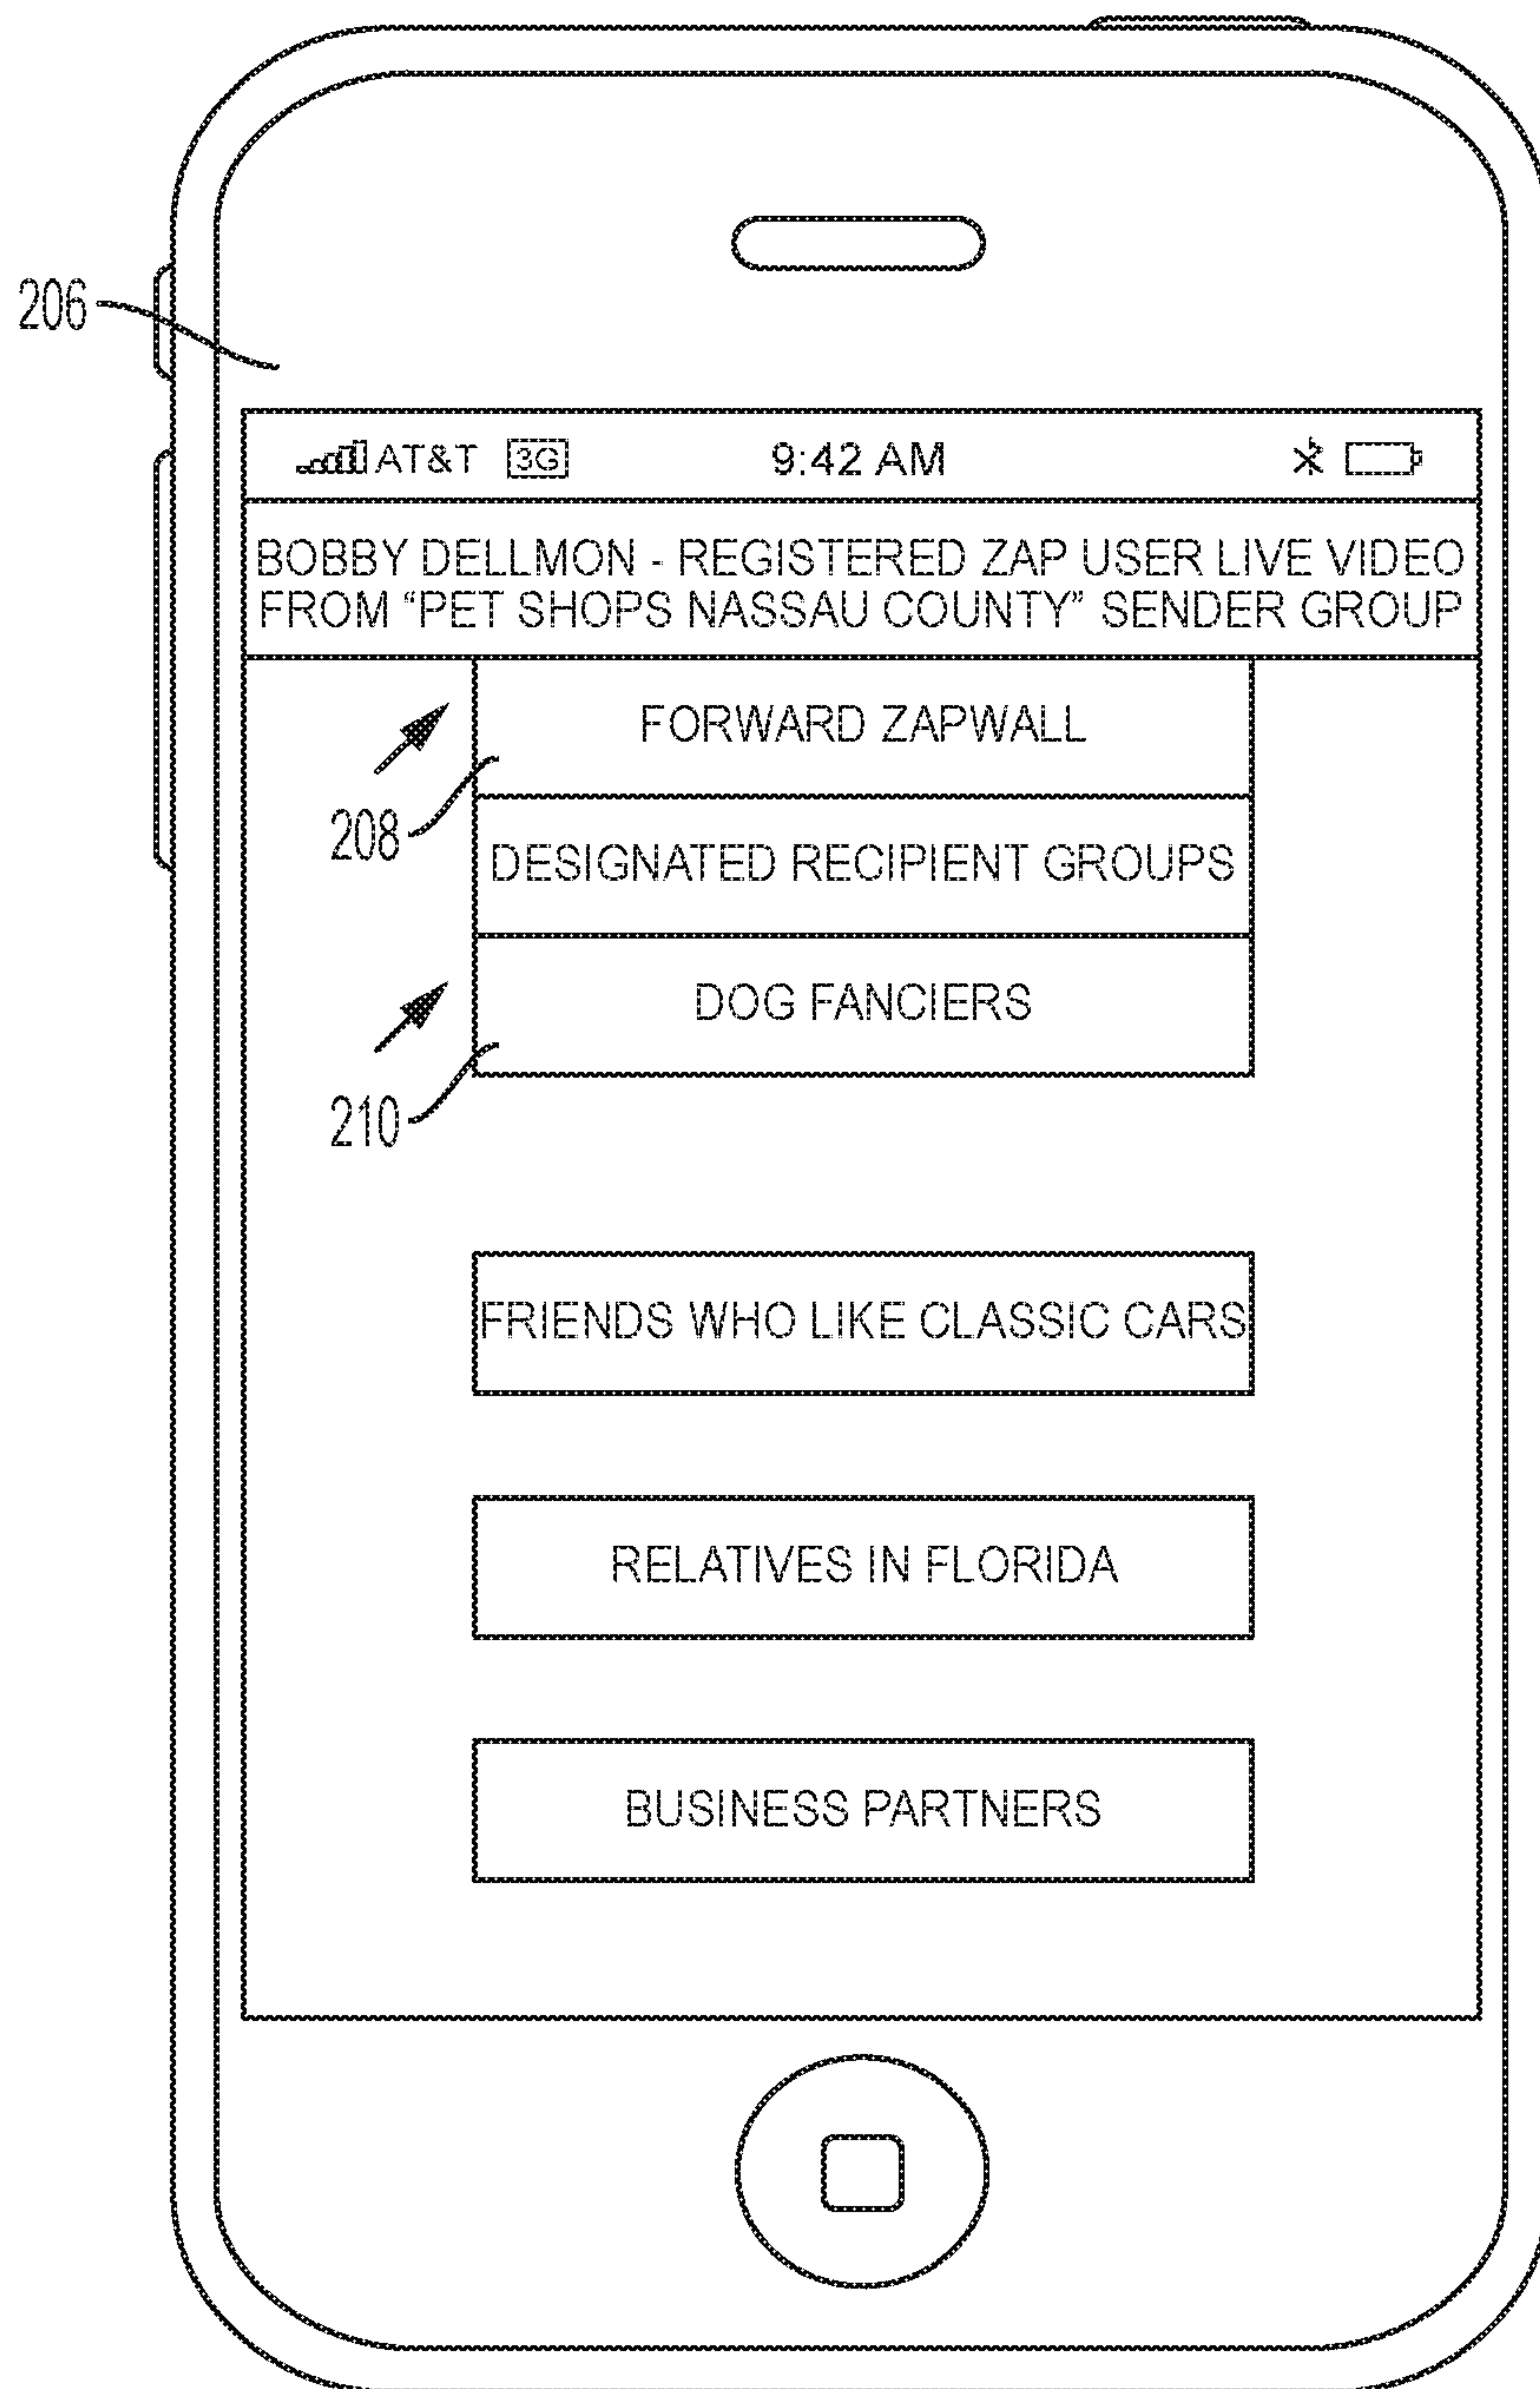 206
AT&T 3G 9:42 AM
BOBBY DELLMON - REGISTERED ZAP USER LIVE VIDEO
FROM “PET SHOPS NASSAU COUNTY” SENDER GROUP
FORWARD ZAPWALL
208
DESIGNATED RECIPIENT GROUPS
DOG FANCIERS
210
FRIENDS WHO LIKE CLASSIC CARS
RELATIVES IN FLORIDA
BUSINESS PARTNERS